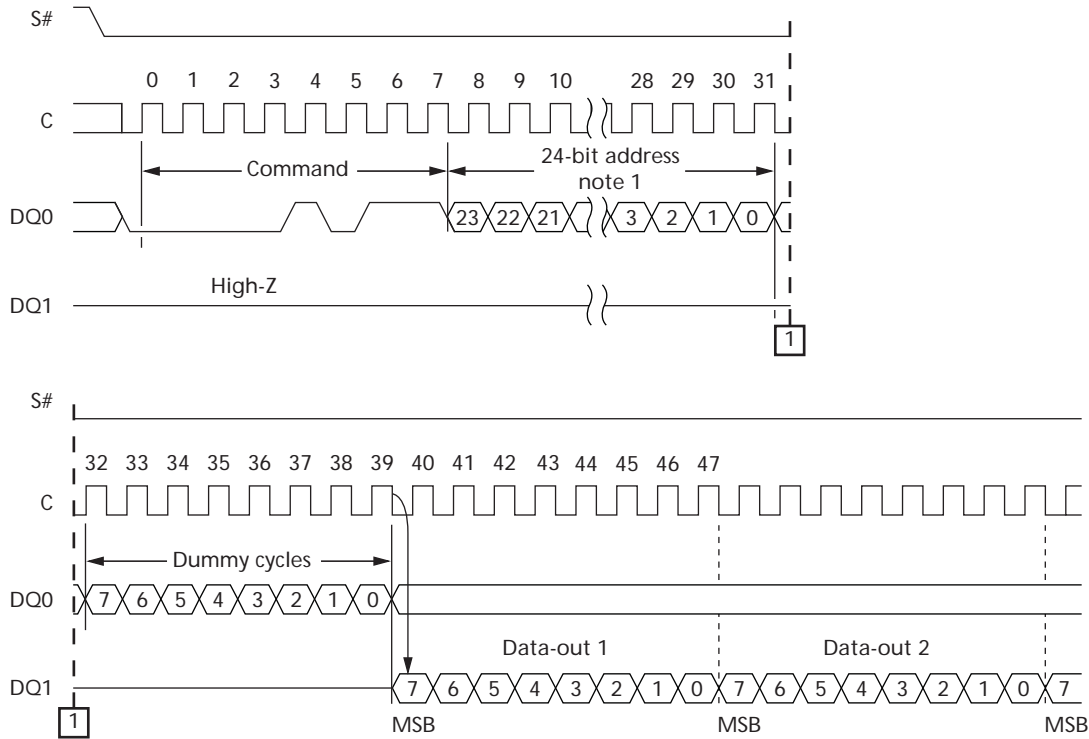 S#
0 1 2 3 4 5 6 7 8 9 10 28 29 30 31
C
Command
24-bit address
note 1
DQ0
23 22 21 3 2 1 0
High-Z
DQ1
1
S#
32 33 34 35 36 37 38 39 40 41 42 43 44 45 46 47
C
Dummy cycles
DQ0
7 6 5 4 3 2 1 0
Data-out 1 Data-out 2
DQ1
7 6 5 4 3 2 1 0 7 6 5 4 3 2 1 0 7
1
MSB MSB MSB